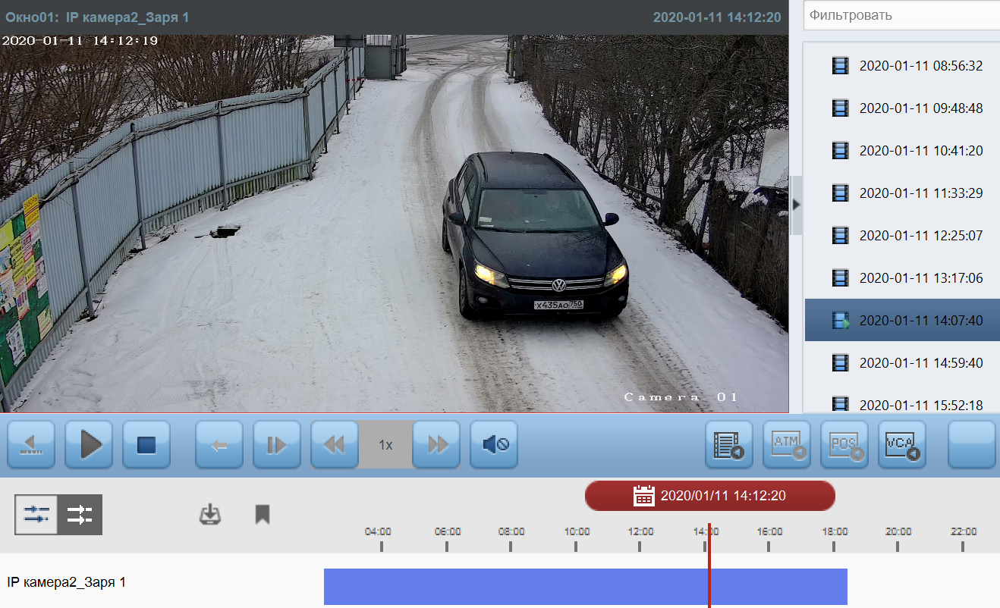 Окно01: IP камера2_Заря 1
2020-01-11 14:12:20
Фильтровать
2020-01-11 14:12:19
2020-01-11 08:56:32
2020-01-11 09:48:48
2020-01-11 10:41:20
2020-01-11 11:33:29
2020-01-11 12:25:07
2020-01-11 13:17:06
2020-01-11 14:07:40
2020-01-11 14:59:40
2020-01-11 15:52:18
х435ао 750
Camera 01
1x
ATM
POS
VCA
2020/01/11 14:12:20
04:00 06:00 08:00 10:00 12:00 14:00 16:00 18:00 20:00 22:00
IP камера2_Заря 1